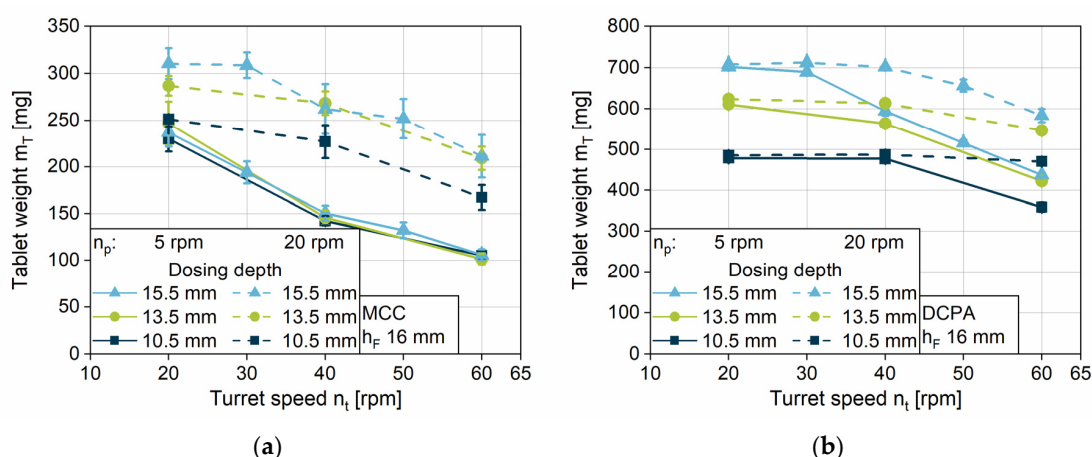 350
300
250
200
150
100
50
0
Tablet weight m_T [mg]
n_p: 5 rpm 20 rpm
Dosing depth
15.5 mm 15.5 mm
13.5 mm 13.5 mm
10.5 mm 10.5 mm
MCC
h_F 16 mm
10 20 30 40 50 60 65
Turret speed n_t [rpm]
(a)
800
700
600
500
400
300
200
100
0
Tablet weight m_T [mg]
n_p: 5 rpm 20 rpm
Dosing depth
15.5 mm 15.5 mm
13.5 mm 13.5 mm
10.5 mm 10.5 mm
DCPA
h_F 16 mm
10 20 30 40 50 60 65
Turret speed n_t [rpm]
(b)